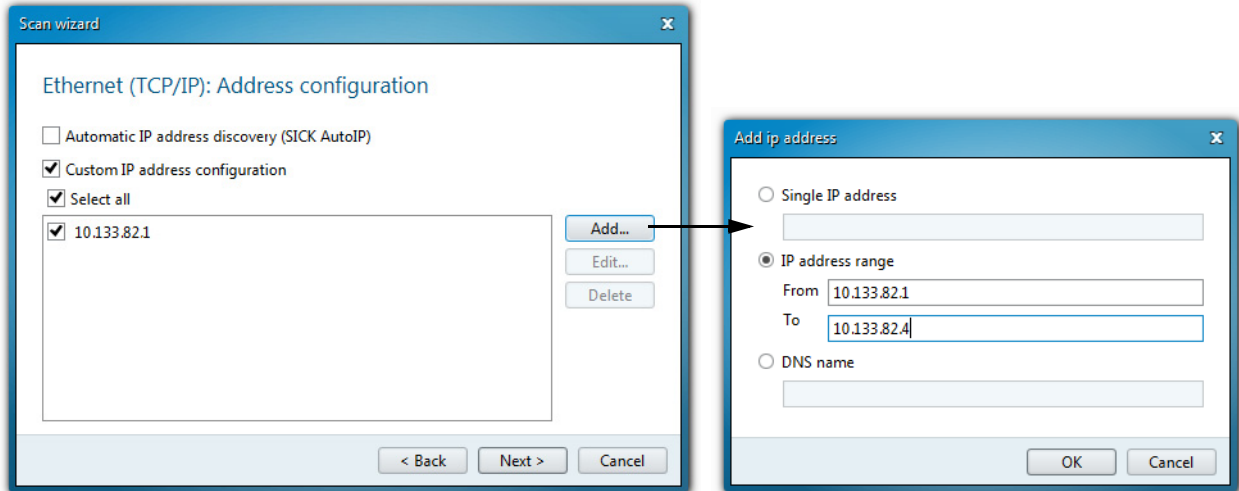 Scan wizard
x
Ethernet (TCP/IP): Address configuration
Automatic IP address discovery (SICK AutoIP)
Custom IP address configuration
Select all
10.133.82.1
Add...
Edit...
Delete
< Back
Next >
Cancel
Add ip address
x
Single IP address
IP address range
From 10.133.82.1
To 10.133.82.4
DNS name
OK
Cancel